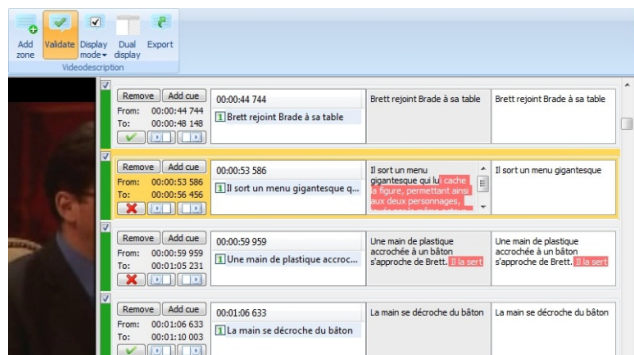 Add zone
Validate
Display mode
Dual display
Export
Videodescription
Remove Add cue
From: 00:00:44 744
To: 00:00:48 148
00:00:44 744
1 Brett rejoint Brade à sa table
Brett rejoint Brade à sa table
Brett rejoint Brade à sa table
Remove Add cue
From: 00:00:53 586
To: 00:00:56 456
00:00:53 586
1 Il sort un menu gigantesque q...
Il sort un menu
gigantesque qui lui cache
la figure, permettant ainsi
aux deux personnages,
Il sort un menu gigantesque
Remove Add cue
From: 00:00:59 959
To: 00:01:05 231
00:00:59 959
1 Une main de plastique accroc...
Une main de plastique
accrochée à un bâton
s'approche de Brett. Il la sert
Une main de plastique
accrochée à un bâton
s'approche de Brett. Il la sert
Remove Add cue
From: 00:01:06 633
To: 00:01:10 003
00:01:06 633
1 La main se décroche du bâton
La main se décroche du bâton
La main se décroche du bâton